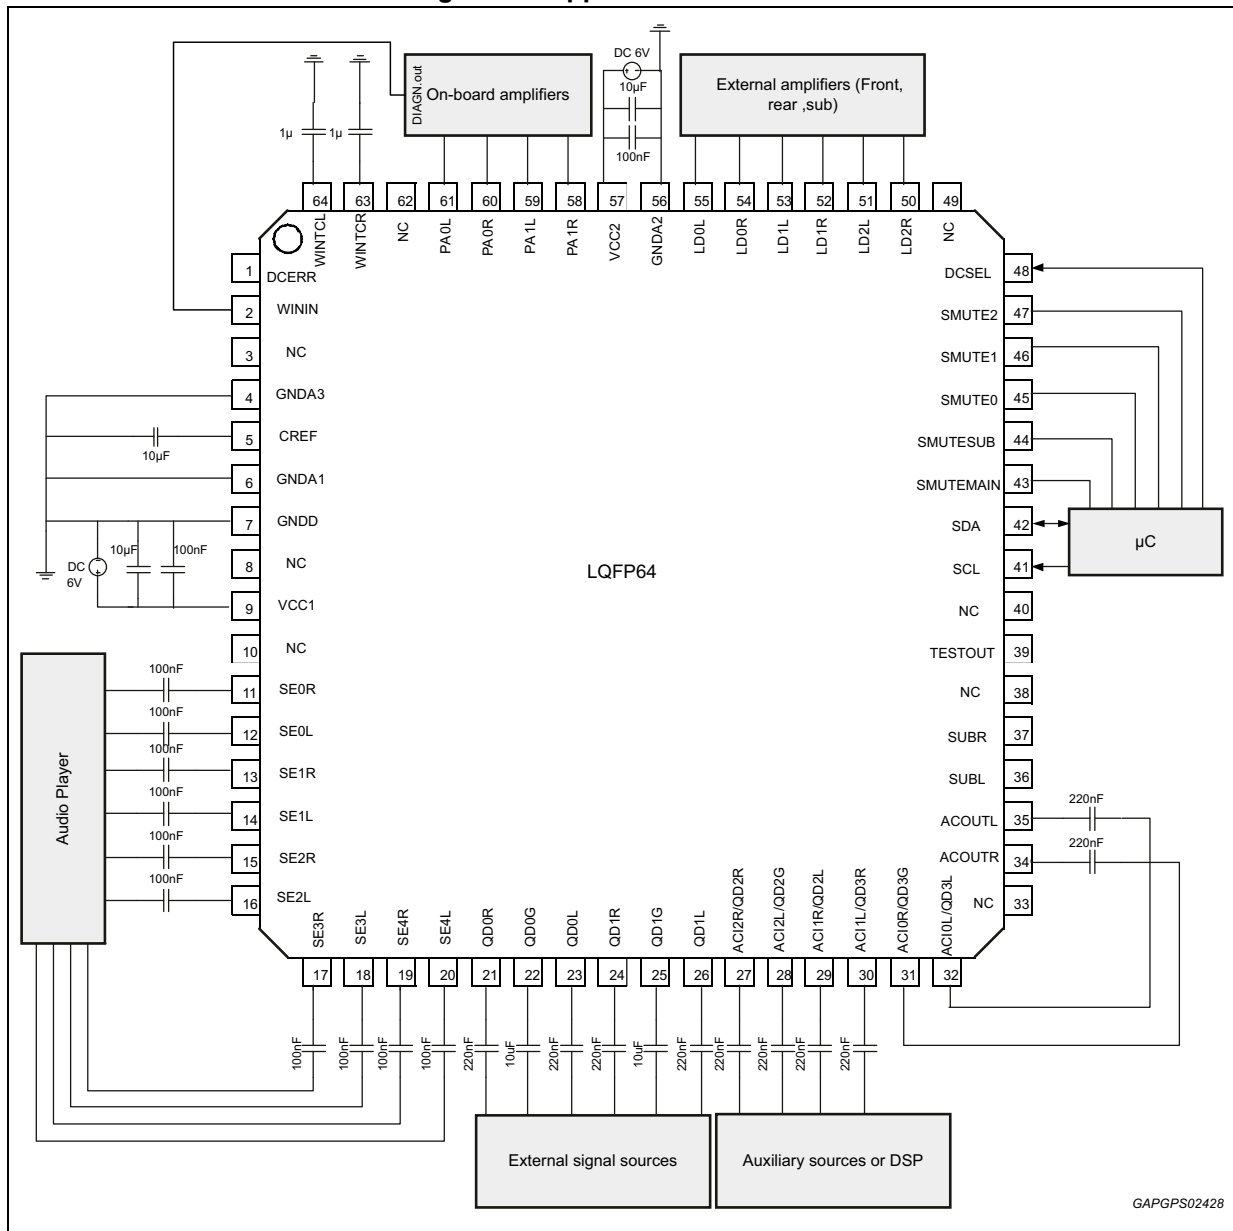 DC 6V
10µF
100nF
1µ
1µ
DIAGN.out
On-board amplifiers
External amplifiers (Front,
rear ,sub)
64
63
62
61
60
59
58
57
56
55
54
53
52
51
50
49
WINTCL
WINTCR
NC
PA0L
PA0R
PA1L
PA1R
VCC2
GNDA2
LD0L
LD0R
LD1L
LD1R
LD2L
LD2R
NC
1 DCERR
2 WININ
3 NC
4 GNDA3
5 CREF
10µF
6 GNDA1
7 GNDD
8 NC
DC
6V
10µF
100nF
9 VCC1
10 NC
Audio Player
100nF
11 SE0R
100nF
12 SE0L
100nF
13 SE1R
100nF
14 SE1L
100nF
15 SE2R
100nF
16 SE2L
LQFP64
DCSEL 48
SMUTE2 47
SMUTE1 46
SMUTE0 45
SMUTESUB 44
SMUTEMAIN 43
SDA 42
SCL 41
µC
NC 40
TESTOUT 39
NC 38
SUBR 37
SUBL 36
ACOUTL 35
220nF
ACOUTR 34
220nF
NC 33
SE3R
SE3L
SE4R
SE4L
QD0R
QD0G
QD0L
QD1R
QD1G
QD1L
ACI2R/QD2R
ACI2L/QD2G
ACI1R/QD2L
ACI1L/QD3R
ACI0R/QD3G
ACI0L/QD3L
17
18
19
20
21
22
23
24
25
26
27
28
29
30
31
32
100nF
100nF
100nF
100nF
220nF
10uF
220nF
220nF
10uF
220nF
220nF
220nF
220nF
220nF
External signal sources
Auxiliary sources or DSP
GAPGPS02428